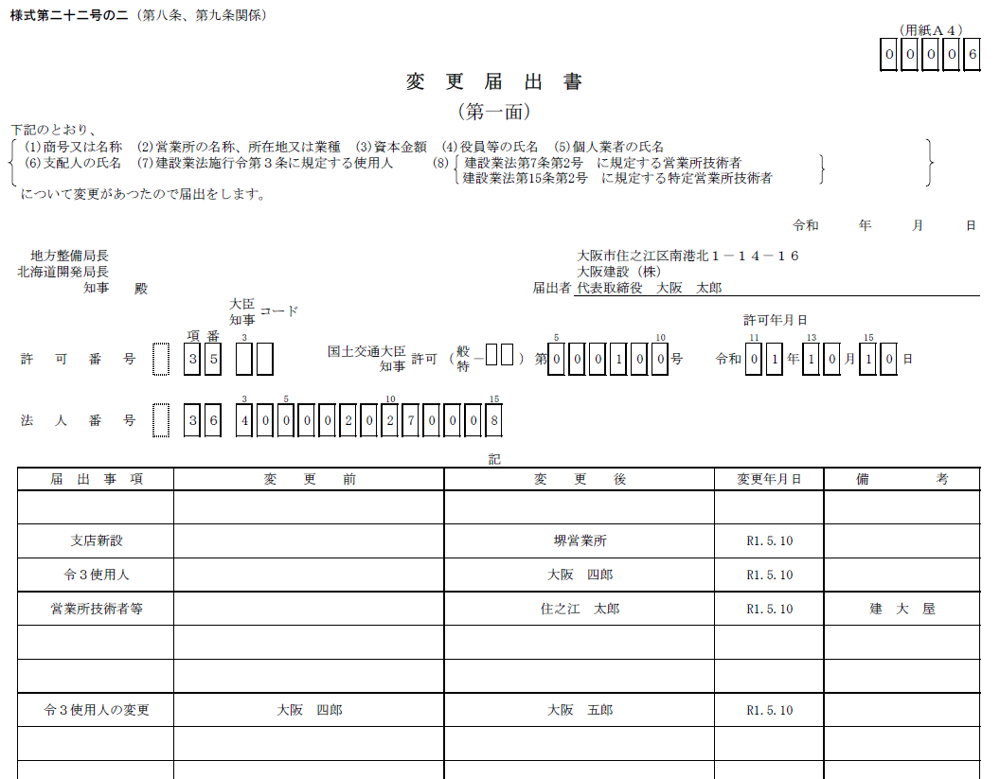 様式第二十二号の二（第八条、第九条関係）
（用紙Ａ４）
0 0 0 0 6
変 更 届 出 書
（第一面）
下記のとおり、
(1)商号又は名称 (2)営業所の名称、所在地又は業種 (3)資本金額 (4)役員等の氏名 (5)個人業者の氏名
(6)支配人の氏名 (7)建設業法施行令第３条に規定する使用人 (8) 建設業法第7条第2号 に規定する営業所技術者
建設業法第15条第2号 に規定する特定営業所技術者
について変更があつたので届出をします。
令和 年 月 日
地方整備局長 大阪市住之江区南港北１－１４－１６
北海道開発局長 大阪建設（株）
知事 殿 届出者 代表取締役 大阪 太郎
大臣
知事 コード
許可年月日
項 番 3 5 10 11 13 15
許 可 番 号 3 5 国土交通大臣 知事 許可 （ 般 特 － ） 第 0 0 0 1 0 0 号 令和 0 1 年 1 0 月 1 0 日
3 5 10 15
法 人 番 号 3 6 4 0 0 0 0 2 0 2 7 0 0 0 8
記
届 出 事 項 変 更 前 変 更 後 変更年月日 備 考
支店新設 堺営業所 R1.5.10
令３使用人 大阪 四郎 R1.5.10
営業所技術者等 住之江 太郎 R1.5.10 建 大 屋
令３使用人の変更 大阪 四郎 大阪 五郎 R1.5.10